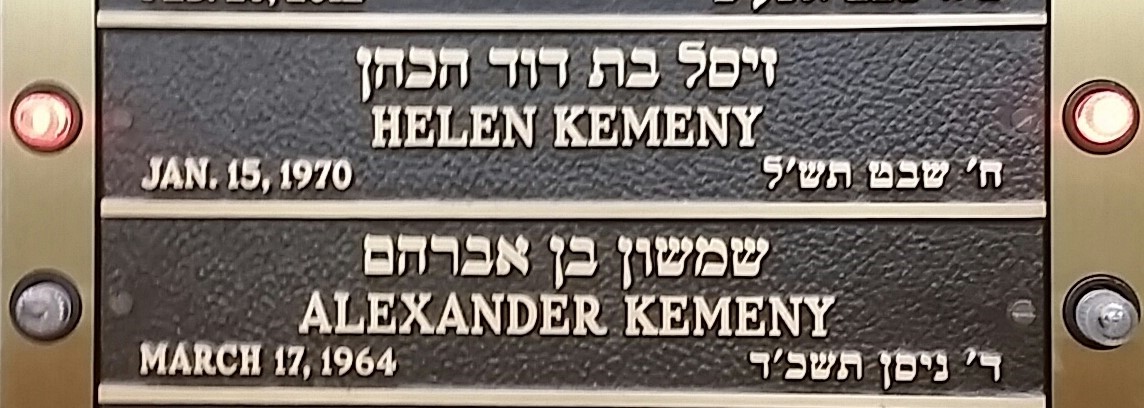 זיסל בת דוד הכהן
HELEN KEMENY
JAN. 15, 1970 ח' שבט תש'ל
שמשון בן אברהם
ALEXANDER KEMENY
MARCH 17, 1964 ד' ניסן תשכ'ד